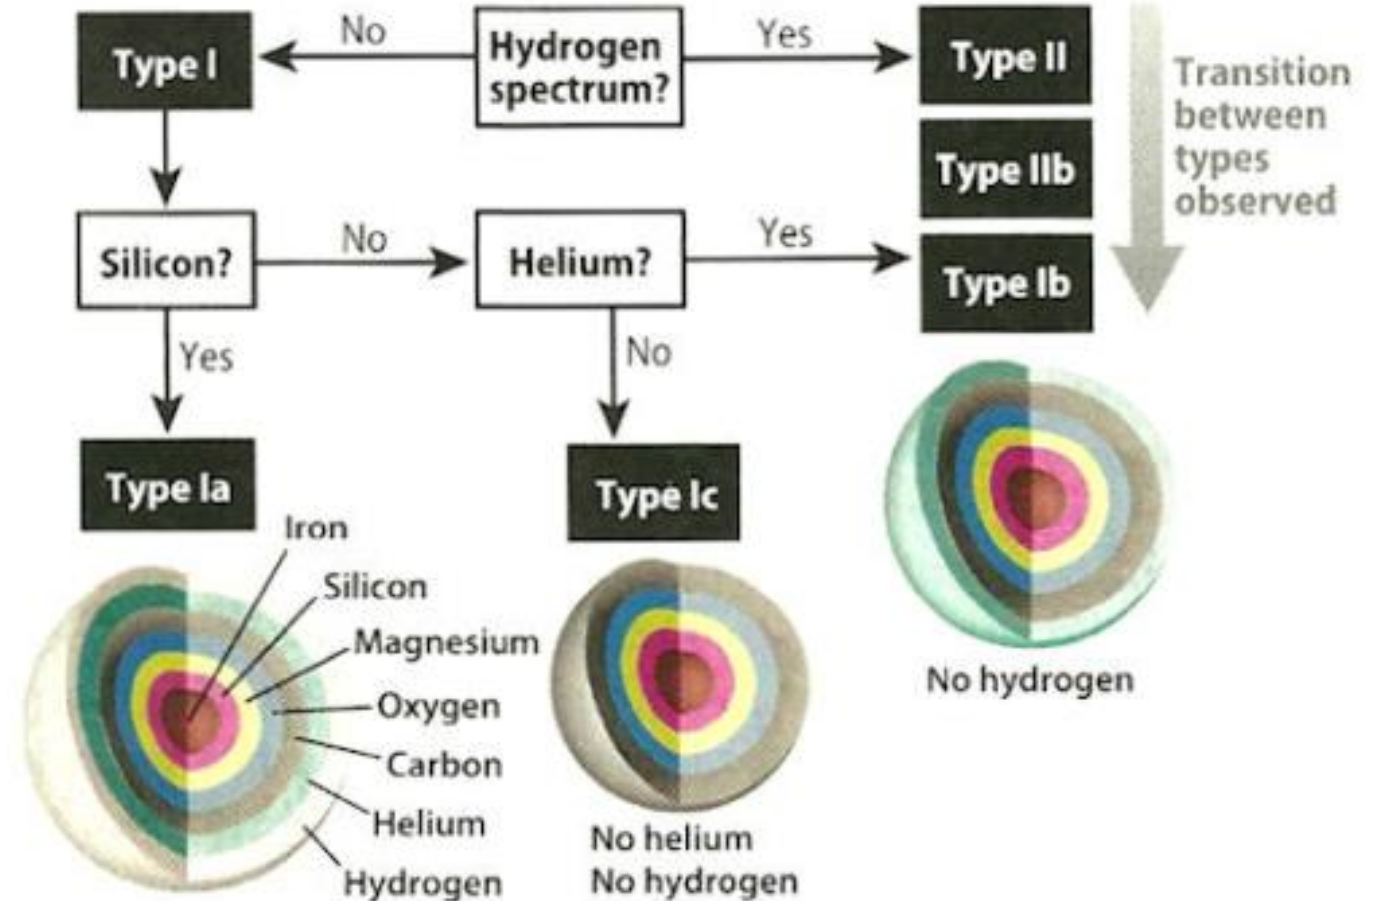 Type I
No
Hydrogen
spectrum?
Yes
Type II
Transition
between
types
observed
Type IIb
Silicon?
No
Helium?
Yes
Type Ib
Yes
No
Type Ia
Type Ic
Iron
Silicon
Magnesium
Oxygen
Carbon
Helium
Hydrogen
No helium
No hydrogen
No hydrogen